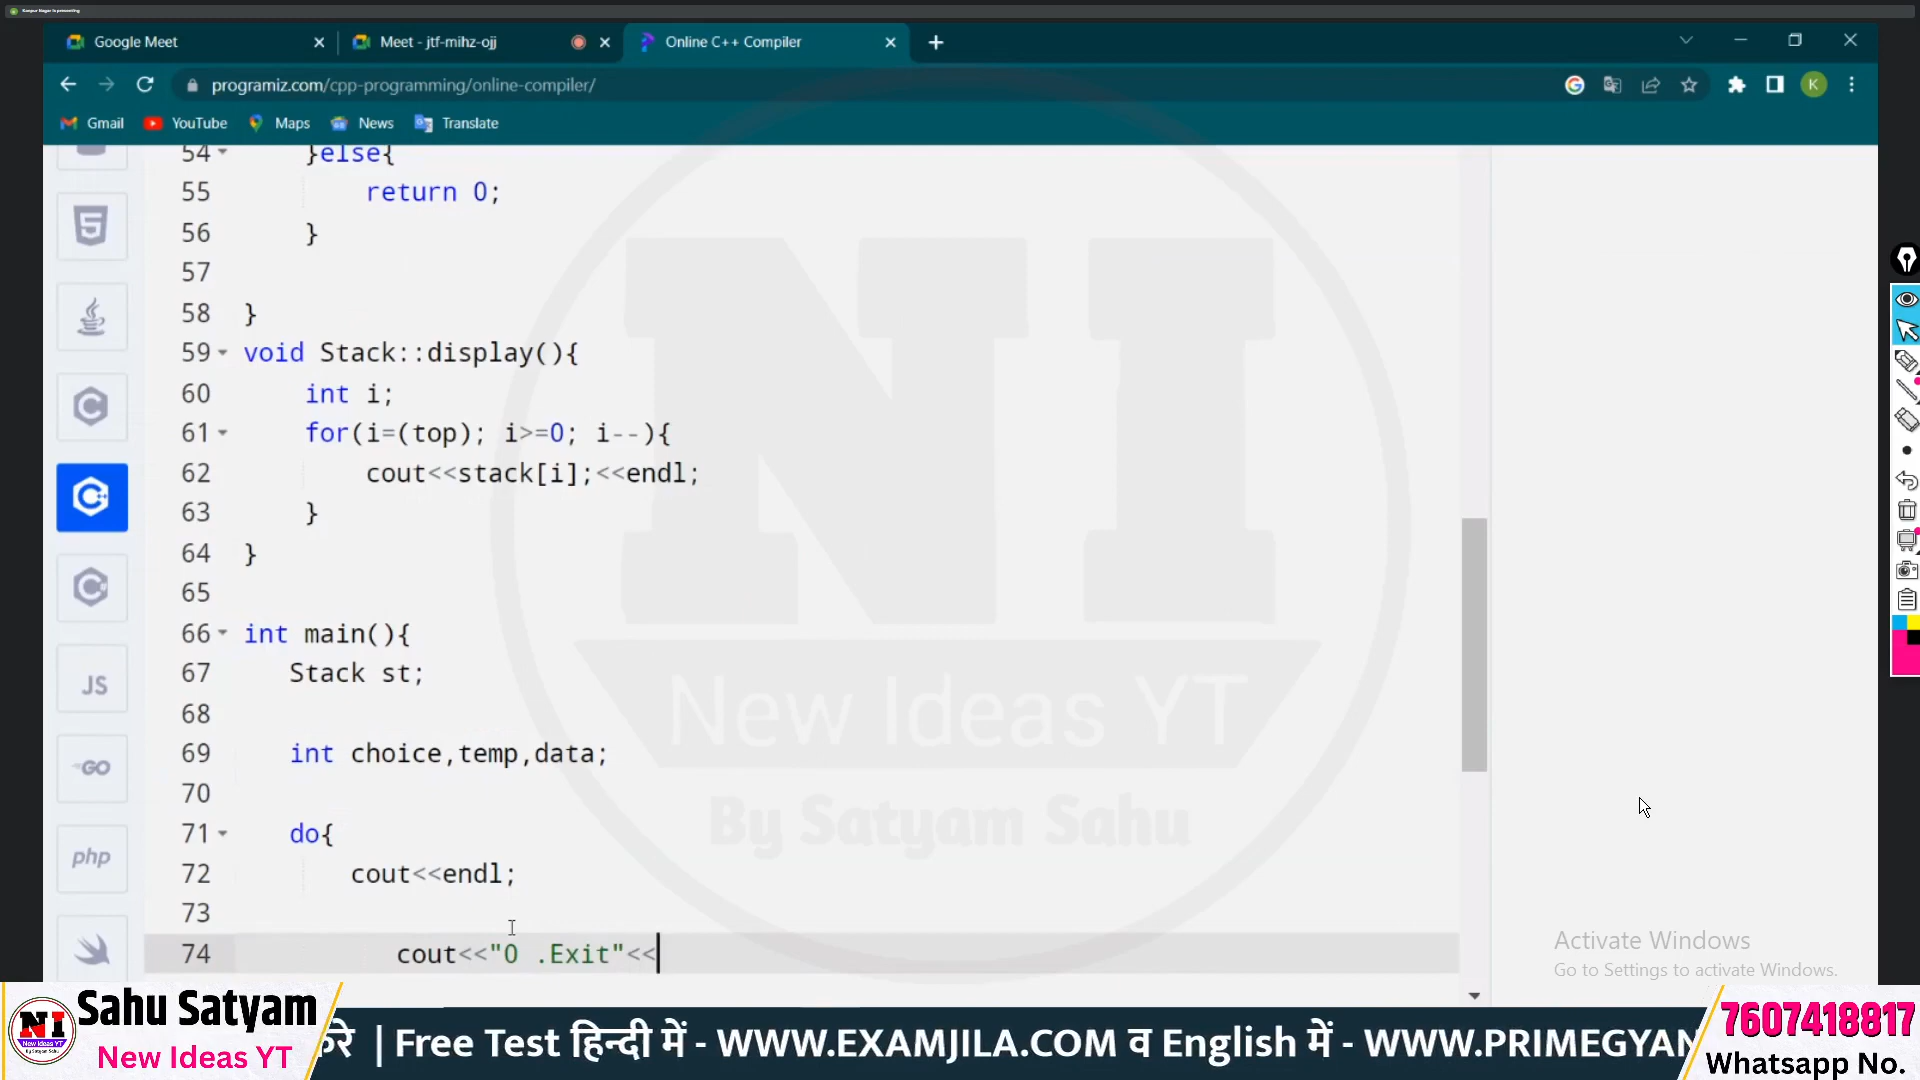 Kanpur Nagar is presenting
Google Meet
Meet - jtf-mihz-ojj
Online C++ Compiler
programiz.com/cpp-programming/online-compiler/
K
Gmail
YouTube
Maps
News
Translate
54 }else{
55 return 0;
56 }
57
58 }
59 void Stack::display(){
60 int i;
61 for(i=(top); i>=0; i--){
62 cout<<stack[i];<<endl;
63 }
64 }
65
66 int main(){
67 Stack st;
68
69 int choice,temp,data;
70
71 do{
72 cout<<endl;
73
74 cout<<"0 .Exit"<<
JS
GO
php
NI
New Ideas YT
By Satyam Sahu
Activate Windows
Go to Settings to activate Windows.
Sahu Satyam
New Ideas YT
रे | Free Test हिन्दी में - WWW.EXAMJILA.COM व English में - WWW.PRIMEGYAN
7607418817
Whatsapp No.